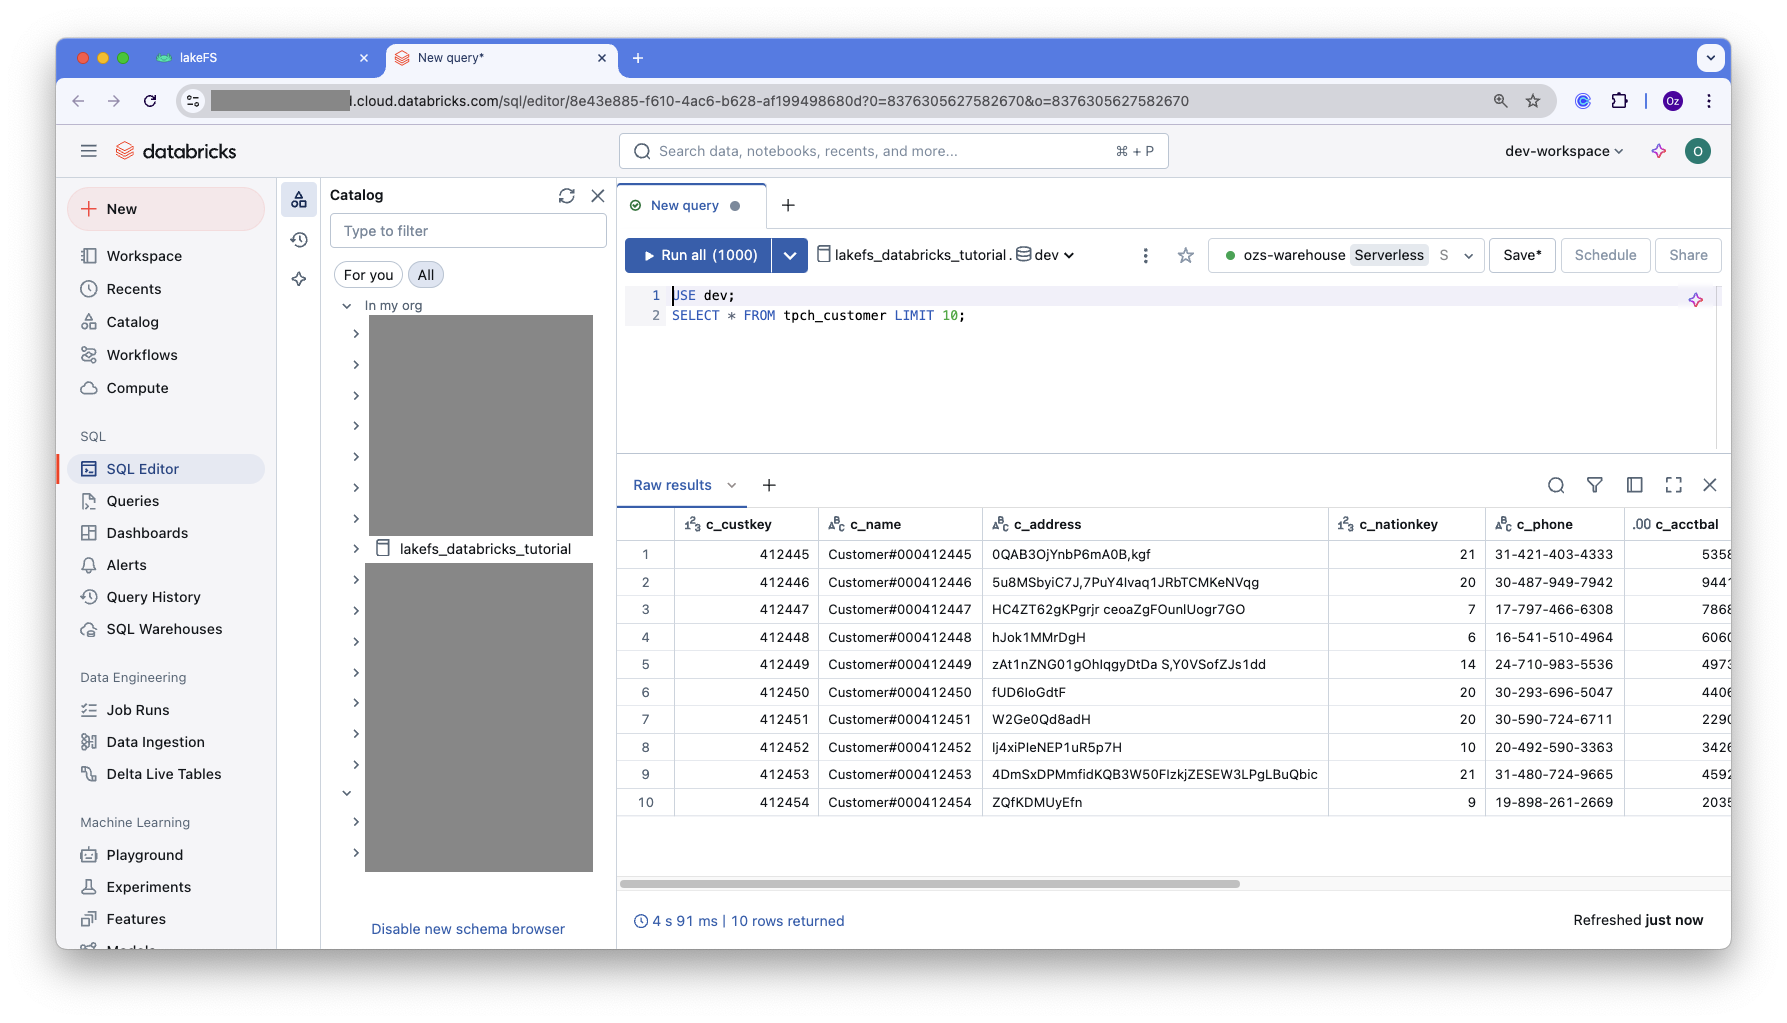 lakeFS
New query*
l.cloud.databricks.com/sql/editor/8e43e885-f610-4ac6-b628-af199498680d?0=8376305627582670&o=8376305627582670
Oz
databricks
Search data, notebooks, recents, and more...
⌘ + P
dev-workspace
O
New
Workspace
Recents
Catalog
Workflows
Compute
SQL
SQL Editor
Queries
Dashboards
Alerts
Query History
SQL Warehouses
Data Engineering
Job Runs
Data Ingestion
Delta Live Tables
Machine Learning
Playground
Experiments
Features
Models
Catalog
Type to filter
For you
All
In my org
lakefs_databricks_tutorial
Disable new schema browser
New query
Run all (1000)
lakefs_databricks_tutorial. dev
ozs-warehouse Serverless S
Save*
Schedule
Share
1 USE dev;
2 SELECT * FROM tpch_customer LIMIT 10;
Raw results
c_custkey c_name c_address c_nationkey c_phone .00 c_acctbal
1 412445 Customer#000412445 0QAB3OjYnbP6mA0B,kgf 21 31-421-403-4333 5358
2 412446 Customer#000412446 5u8MSbyiC7J,7PuY4Ivaq1JRbTCMKeNVqg 20 30-487-949-7942 9441
3 412447 Customer#000412447 HC4ZT62gKPgrjr ceoaZgFOunlUogr7GO 7 17-797-466-6308 7868
4 412448 Customer#000412448 hJok1MMrDgH 6 16-541-510-4964 6060
5 412449 Customer#000412449 zAt1nZNG01gOhIqgyDtDa S,Y0VSofZJs1dd 14 24-710-983-5536 4973
6 412450 Customer#000412450 fUD6IoGdtF 20 30-293-696-5047 4406
7 412451 Customer#000412451 W2Ge0Qd8adH 20 30-590-724-6711 2290
8 412452 Customer#000412452 Ij4xiPIeNEP1uR5p7H 10 20-492-590-3363 3426
9 412453 Customer#000412453 4DmSxDPMmfidKQB3W50FIzkjZESEW3LPgLBuQbic 21 31-480-724-9665 4592
10 412454 Customer#000412454 ZQfKDMUyEfn 9 19-898-261-2669 2035
4 s 91 ms | 10 rows returned
Refreshed just now